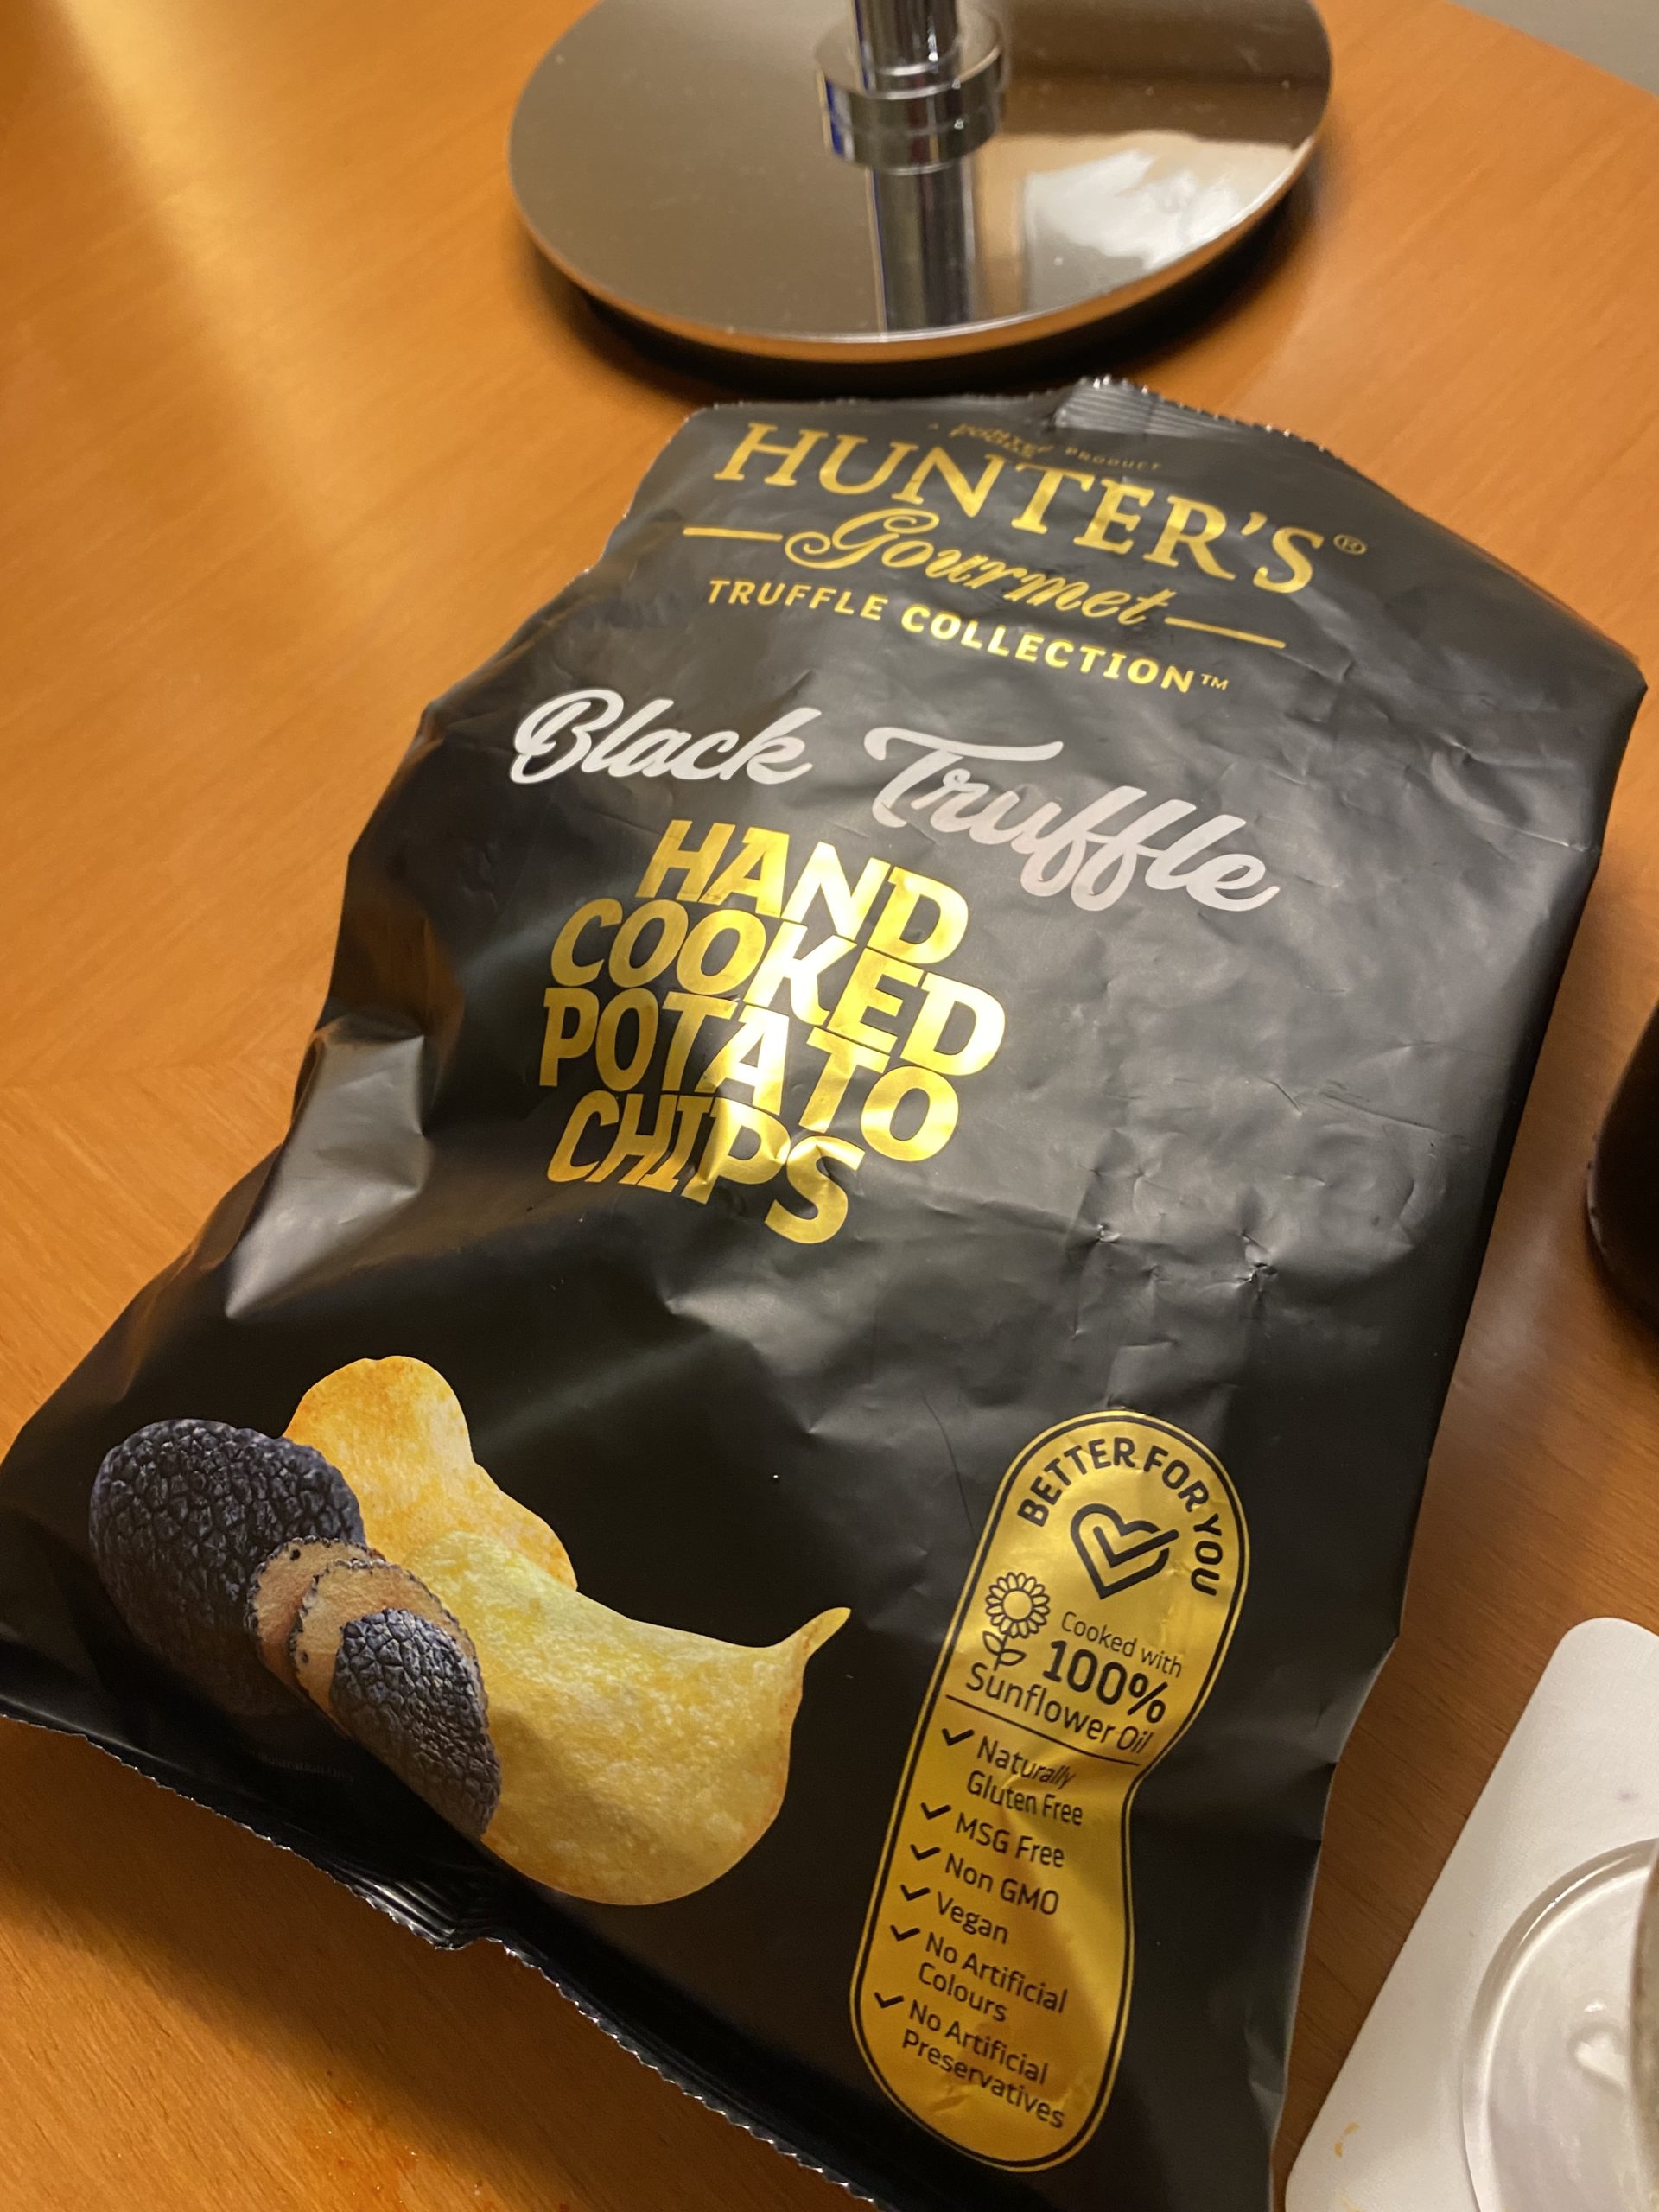 PRODUCT
HUNTER'S®
Gourmet
TRUFFLE COLLECTION™
Black Truffle
HAND
COOKED
POTATO
CHIPS
BETTER FOR YOU
Cooked with
100%
Sunflower Oil
✓ Naturally
Gluten Free
✓ MSG Free
✓ Non GMO
✓ Vegan
✓ No Artificial
Colours
✓ No Artificial
Preservatives